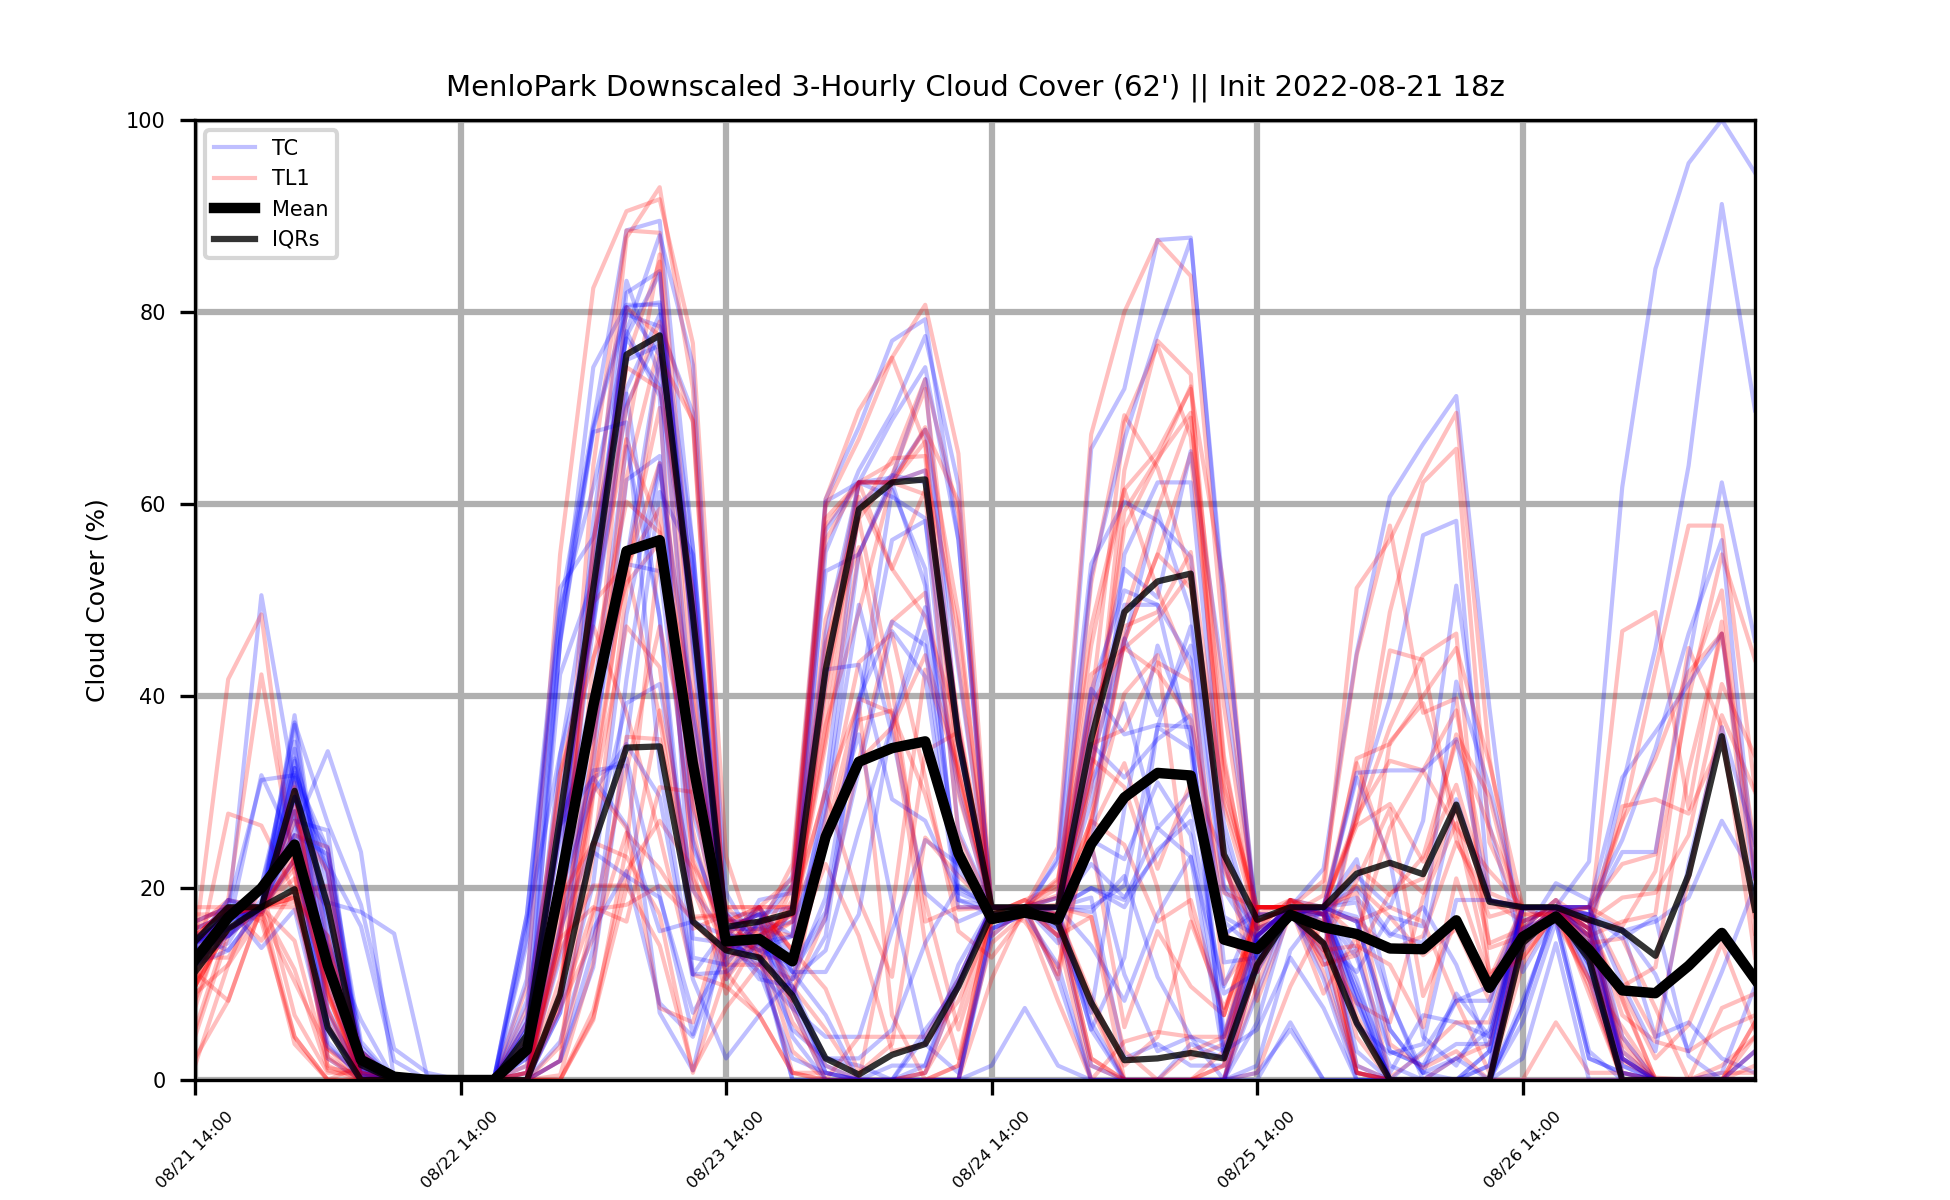 MenloPark Downscaled 3-Hourly Cloud Cover (62') || Init 2022-08-21 18z
100
80
60
40
20
0
Cloud Cover (%)
TC
TL1
Mean
IQRs
08/21 14:00
08/22 14:00
08/23 14:00
08/24 14:00
08/25 14:00
08/26 14:00